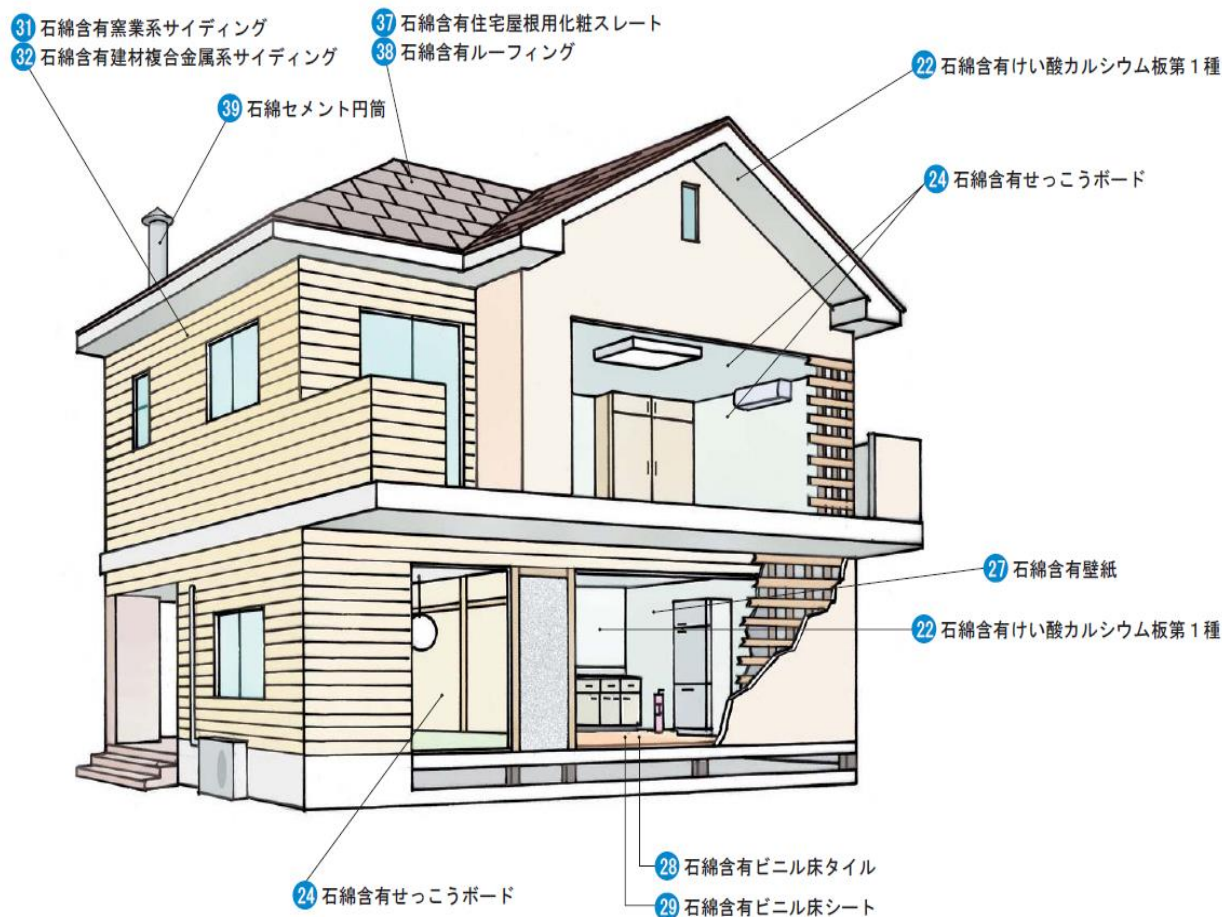 31 石綿含有窯業系サイディング
32 石綿含有建材複合金属系サイディング
37 石綿含有住宅屋根用化粧スレート
38 石綿含有ルーフィング
39 石綿セメント円筒
22 石綿含有けい酸カルシウム板第1種
24 石綿含有せっこうボード
27 石綿含有壁紙
22 石綿含有けい酸カルシウム板第1種
28 石綿含有ビニル床タイル
24 石綿含有せっこうボード
29 石綿含有ビニル床シート